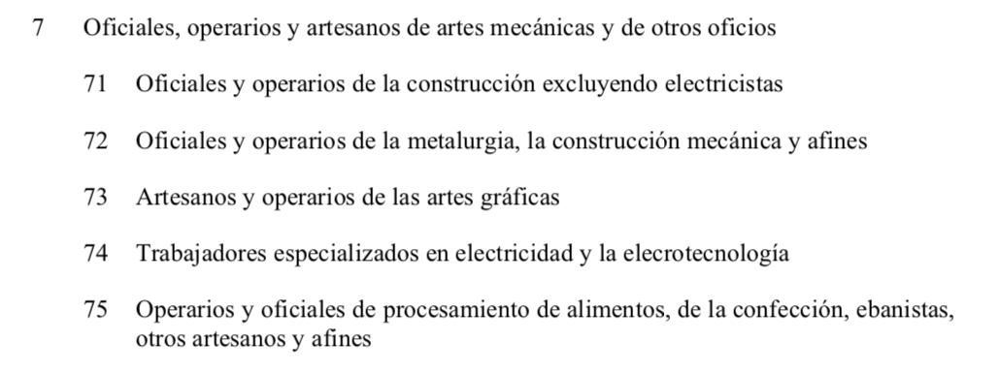 7 Oficiales, operarios y artesanos de artes mecánicas y de otros oficios
71 Oficiales y operarios de la construcción excluyendo electricistas
72 Oficiales y operarios de la metalurgia, la construcción mecánica y afines
73 Artesanos y operarios de las artes gráficas
74 Trabajadores especializados en electricidad y la elecrotecnología
75 Operarios y oficiales de procesamiento de alimentos, de la confección, ebanistas,
otros artesanos y afines